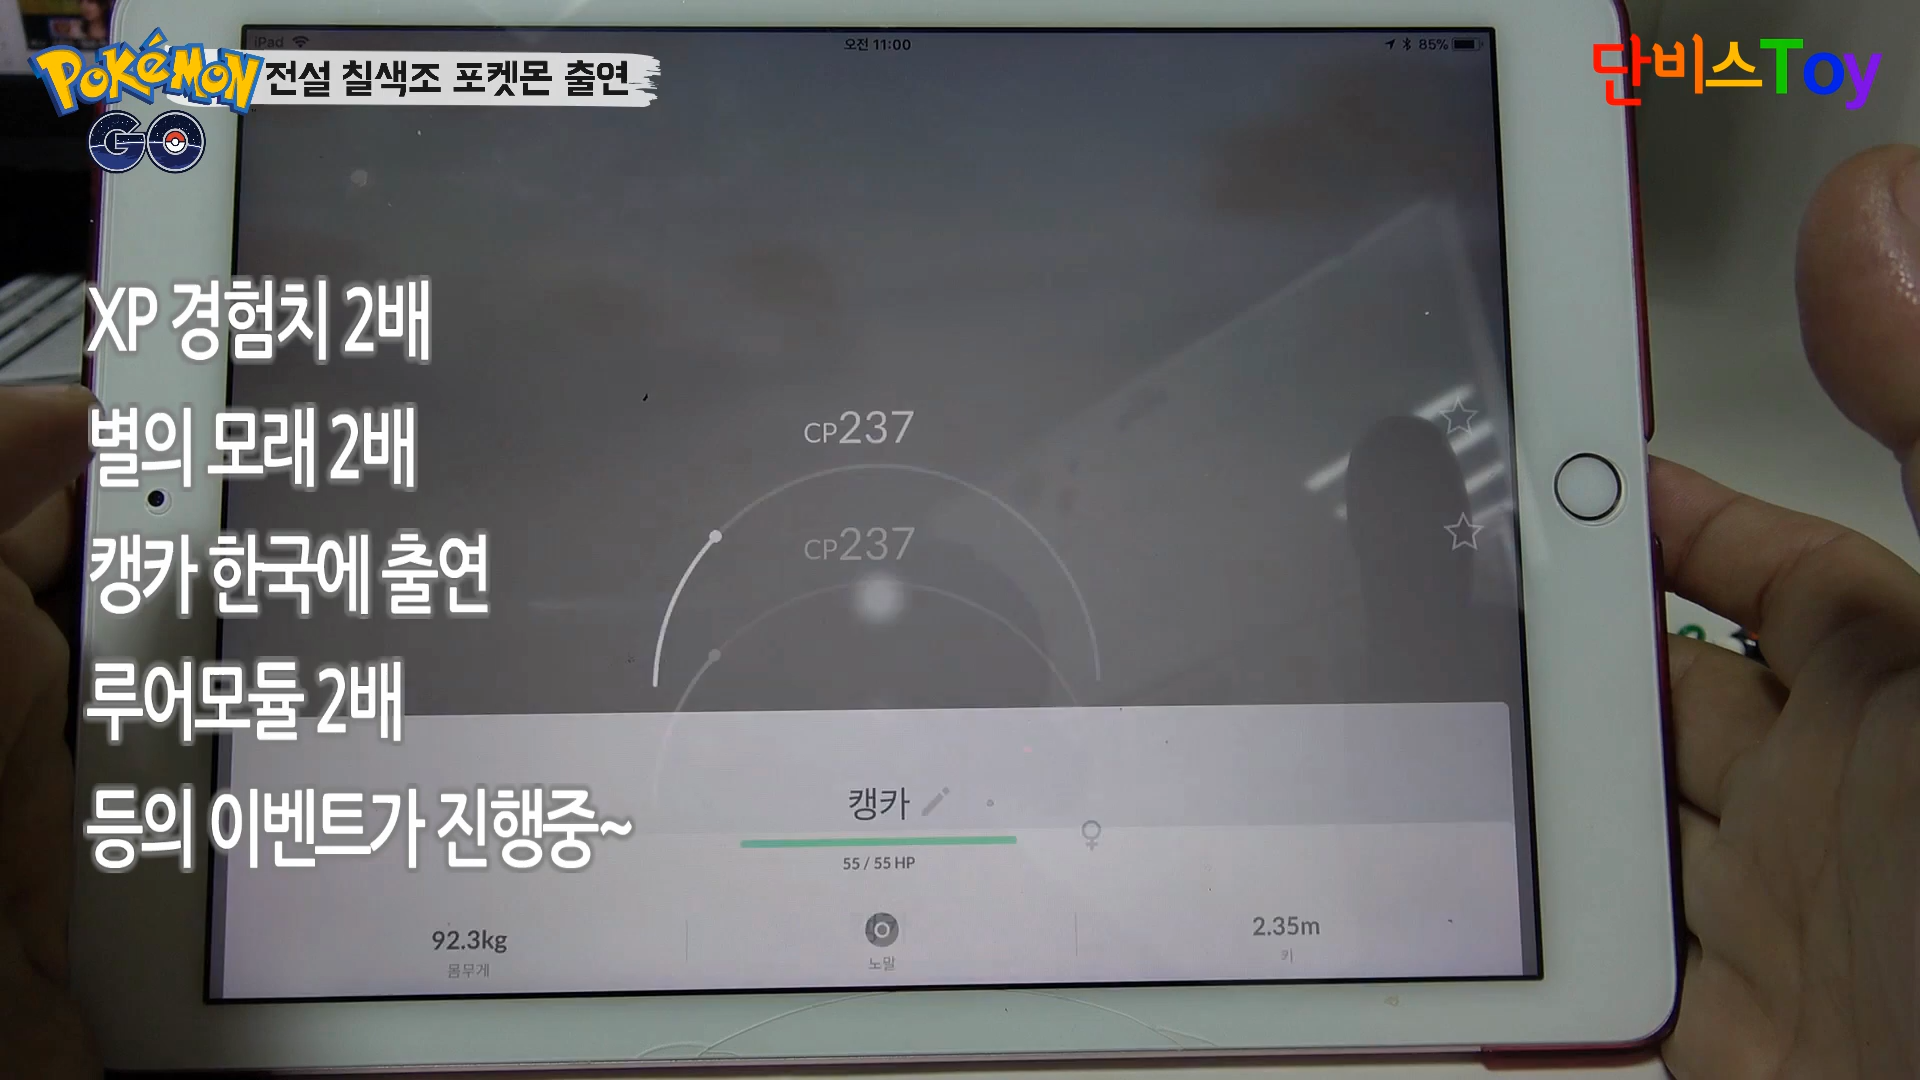 iPad
오전 11:00
85%
POKéMON
GO
전설 칠색조 포켓몬 출연
단비스Toy
XP 경험치 2배
별의 모래 2배
캥카 한국에 출연
루어모듈 2배
등의 이벤트가 진행중~
CP237
CP237
캥카
55 / 55 HP
92.3kg
몸무게
노말
2.35m
키